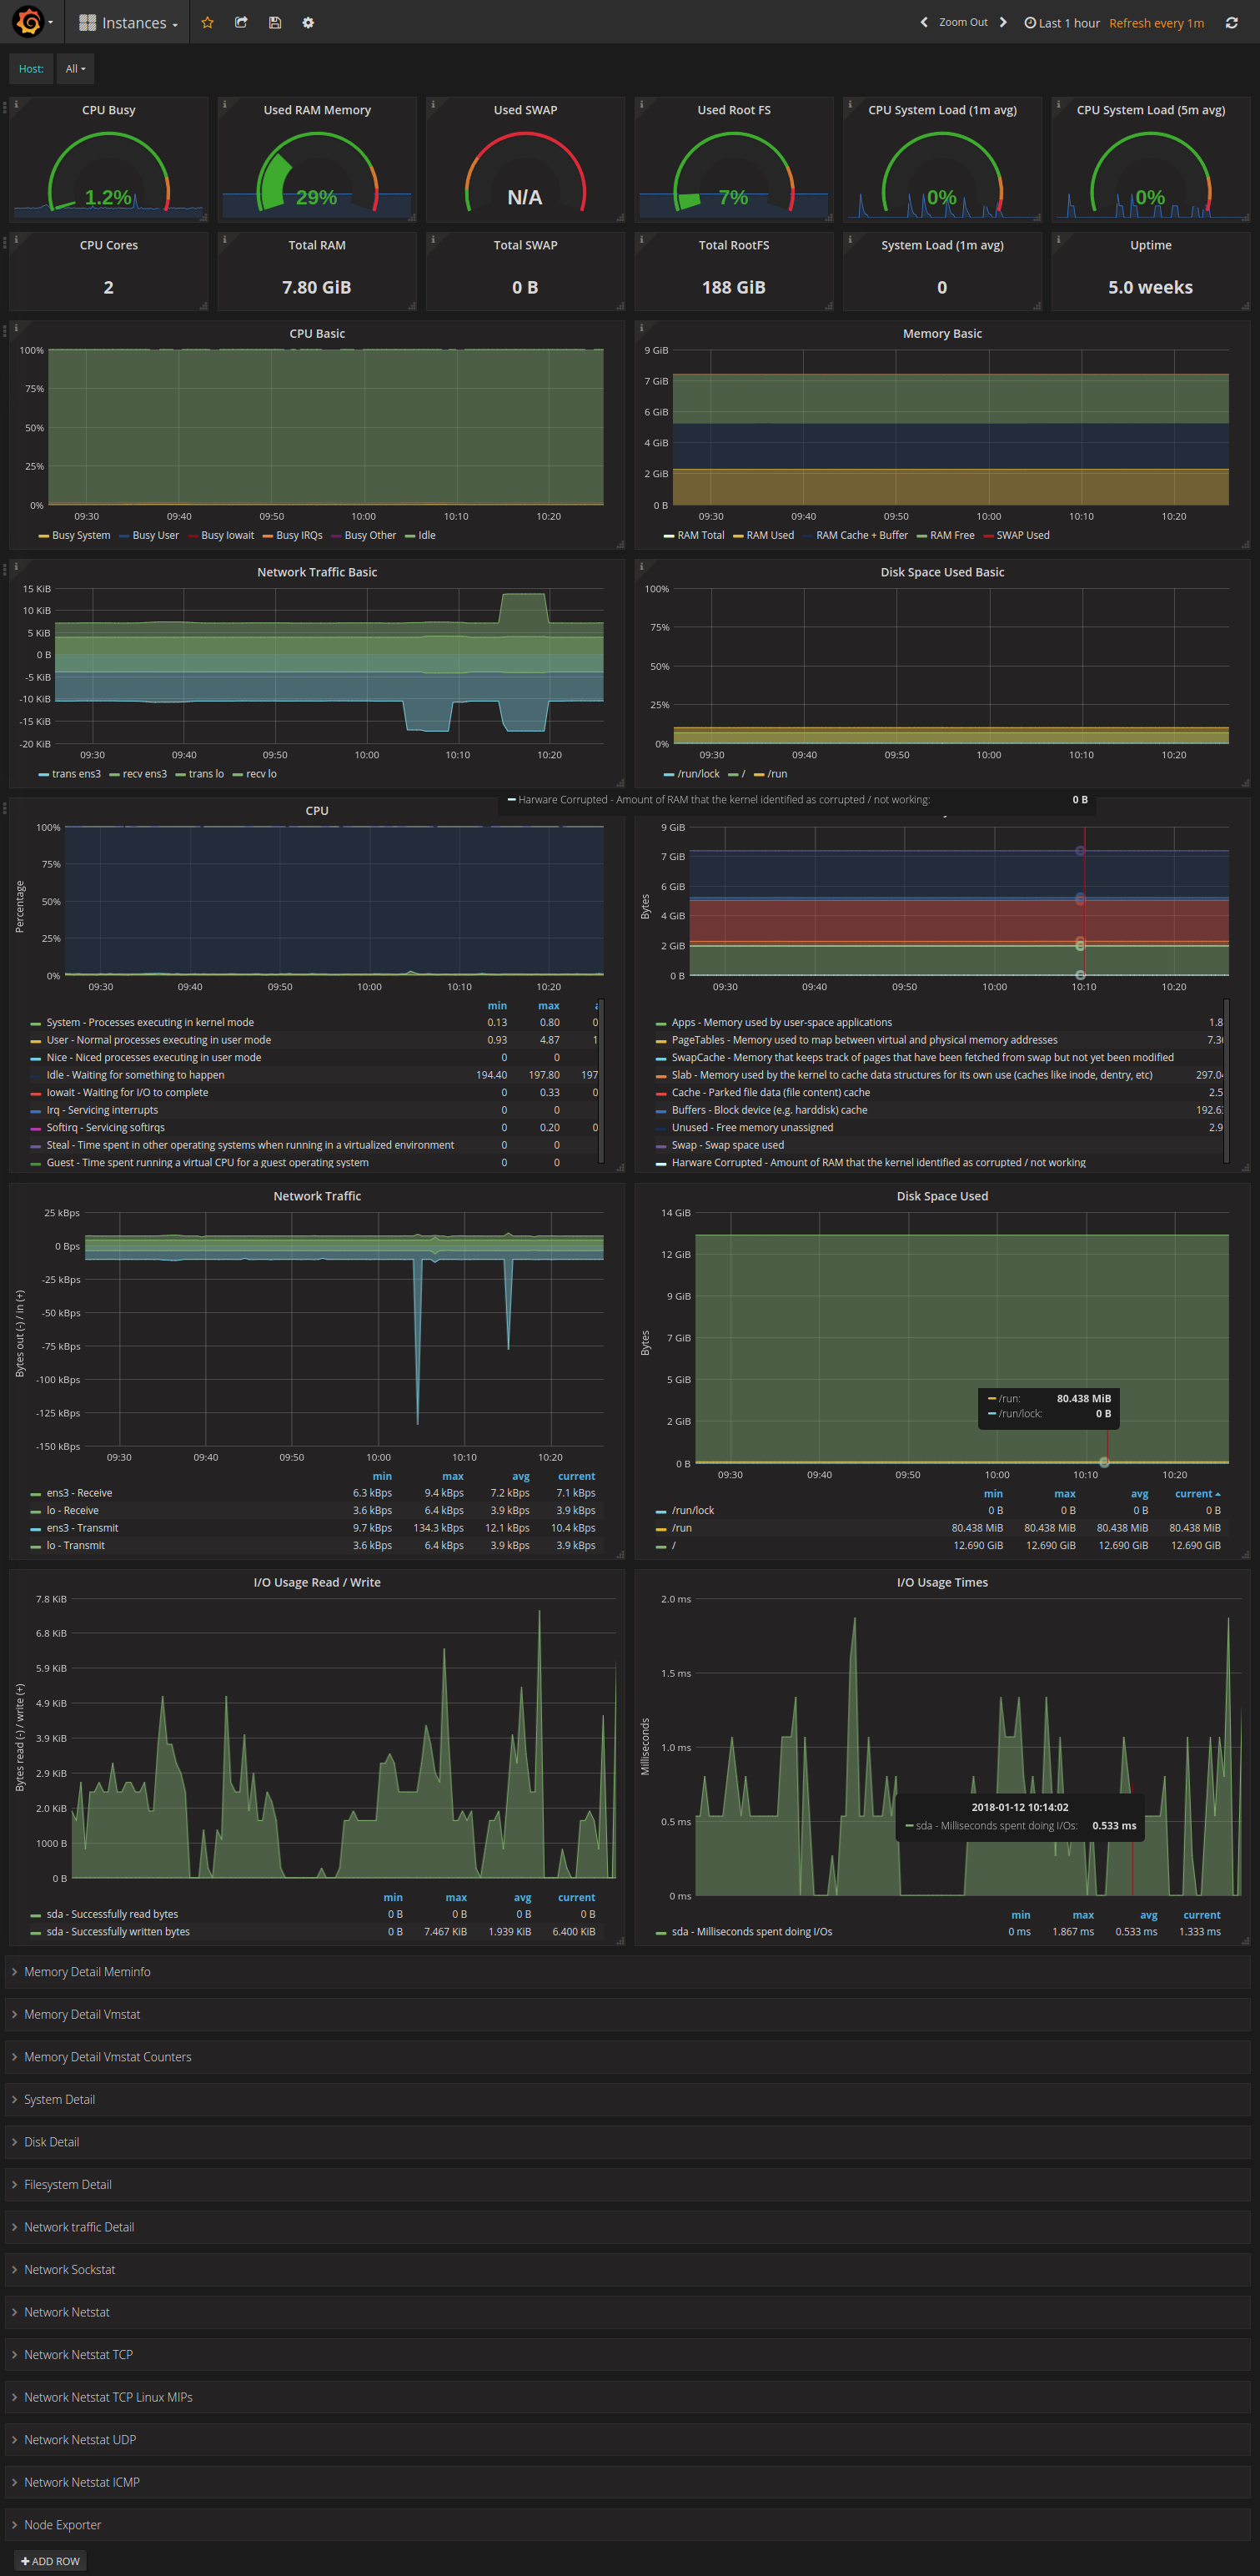 Instances
Zoom Out
Last 1 hour
Refresh every 1m
Host:
All
CPU Busy
1.2%
Used RAM Memory
29%
Used SWAP
N/A
Used Root FS
7%
CPU System Load (1m avg)
0%
CPU System Load (5m avg)
0%
CPU Cores
2
Total RAM
7.80 GiB
Total SWAP
0 B
Total RootFS
188 GiB
System Load (1m avg)
0
Uptime
5.0 weeks
CPU Basic
100%
75%
50%
25%
0%
09:30 09:40 09:50 10:00 10:10 10:20
Busy System Busy User Busy Iowait Busy IRQs Busy Other Idle
Memory Basic
9 GiB
7 GiB
6 GiB
4 GiB
2 GiB
0 B
09:30 09:40 09:50 10:00 10:10 10:20
RAM Total RAM Used RAM Cache + Buffer RAM Free SWAP Used
Network Traffic Basic
15 KiB
10 KiB
5 KiB
0 B
-5 KiB
-10 KiB
-15 KiB
-20 KiB
09:30 09:40 09:50 10:00 10:10 10:20
trans ens3 recv ens3 trans lo recv lo
Disk Space Used Basic
100%
75%
50%
25%
0%
09:30 09:40 09:50 10:00 10:10 10:20
/run/lock / /run
Harware Corrupted - Amount of RAM that the kernel identified as corrupted / not working: 0 B
CPU
Percentage
100%
75%
50%
25%
0%
09:30 09:40 09:50 10:00 10:10 10:20
min max
System - Processes executing in kernel mode 0.13 0.80 0
User - Normal processes executing in user mode 0.93 4.87 1
Nice - Niced processes executing in user mode 0 0
Idle - Waiting for something to happen 194.40 197.80 197
Iowait - Waiting for I/O to complete 0 0.33 0
Irq - Servicing interrupts 0 0
Softirq - Servicing softirqs 0 0.20 0
Steal - Time spent in other operating systems when running in a virtualized environment 0 0
Guest - Time spent running a virtual CPU for a guest operating system 0 0
Bytes
9 GiB
7 GiB
6 GiB
4 GiB
2 GiB
0 B
09:30 09:40 09:50 10:00 10:10 10:20
Apps - Memory used by user-space applications 1.8
PageTables - Memory used to map between virtual and physical memory addresses 7.3
SwapCache - Memory that keeps track of pages that have been fetched from swap but not yet been modified
Slab - Memory used by the kernel to cache data structures for its own use (caches like inode, dentry, etc) 297.0
Cache - Parked file data (file content) cache 2.5
Buffers - Block device (e.g. harddisk) cache 192.6
Unused - Free memory unassigned 2.9
Swap - Swap space used
Harware Corrupted - Amount of RAM that the kernel identified as corrupted / not working
Network Traffic
Bytes out (-) / in (+)
25 kBps
0 Bps
-25 kBps
-50 kBps
-75 kBps
-100 kBps
-125 kBps
-150 kBps
09:30 09:40 09:50 10:00 10:10 10:20
min max avg current
ens3 - Receive 6.3 kBps 9.4 kBps 7.2 kBps 7.1 kBps
lo - Receive 3.6 kBps 6.4 kBps 3.9 kBps 3.9 kBps
ens3 - Transmit 9.7 kBps 134.3 kBps 12.1 kBps 10.4 kBps
lo - Transmit 3.6 kBps 6.4 kBps 3.9 kBps 3.9 kBps
Disk Space Used
Bytes
14 GiB
12 GiB
9 GiB
7 GiB
5 GiB
2 GiB
0 B
/run: 80.438 MiB
/run/lock: 0 B
09:30 09:40 09:50 10:00 10:10 10:20
min max avg current
/run/lock 0 B 0 B 0 B 0 B
/run 80.438 MiB 80.438 MiB 80.438 MiB 80.438 MiB
/ 12.690 GiB 12.690 GiB 12.690 GiB 12.690 GiB
I/O Usage Read / Write
Bytes read (-) / write (+)
7.8 KiB
6.8 KiB
5.9 KiB
4.9 KiB
3.9 KiB
2.9 KiB
2.0 KiB
1000 B
0 B
min max avg current
sda - Successfully read bytes 0 B 0 B 0 B 0 B
sda - Successfully written bytes 0 B 7.467 KiB 1.939 KiB 6.400 KiB
I/O Usage Times
Milliseconds
2.0 ms
1.5 ms
1.0 ms
0.5 ms
0 ms
2018-01-12 10:14:02
sda - Milliseconds spent doing I/Os: 0.533 ms
min max avg current
sda - Milliseconds spent doing I/Os 0 ms 1.867 ms 0.533 ms 1.333 ms
Memory Detail Meminfo
Memory Detail Vmstat
Memory Detail Vmstat Counters
System Detail
Disk Detail
Filesystem Detail
Network traffic Detail
Network Sockstat
Network Netstat
Network Netstat TCP
Network Netstat TCP Linux MIPs
Network Netstat UDP
Network Netstat ICMP
Node Exporter
ADD ROW